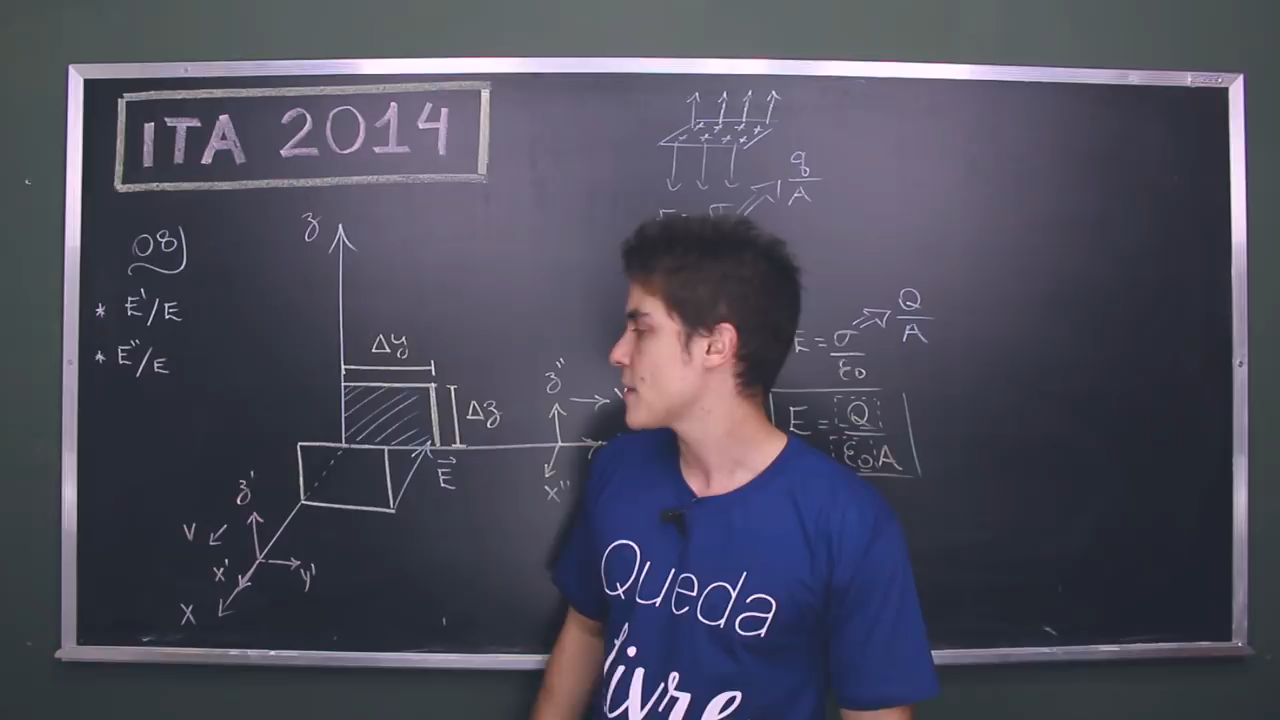 ITA 2014
08)
* E'/E
* E"/E
z
Δy
Δz
E
z'
V
x'
y'
X
z"
x"
q/A
E = σ/ε0
Q/A
E = Q/ε0A
Queda
livre